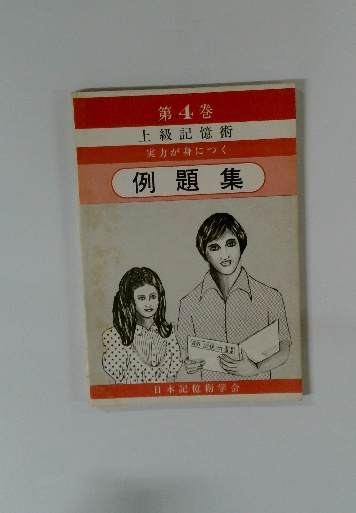 第4巻
上級記憶術
実力が身につく
例題集
日本記憶術学会